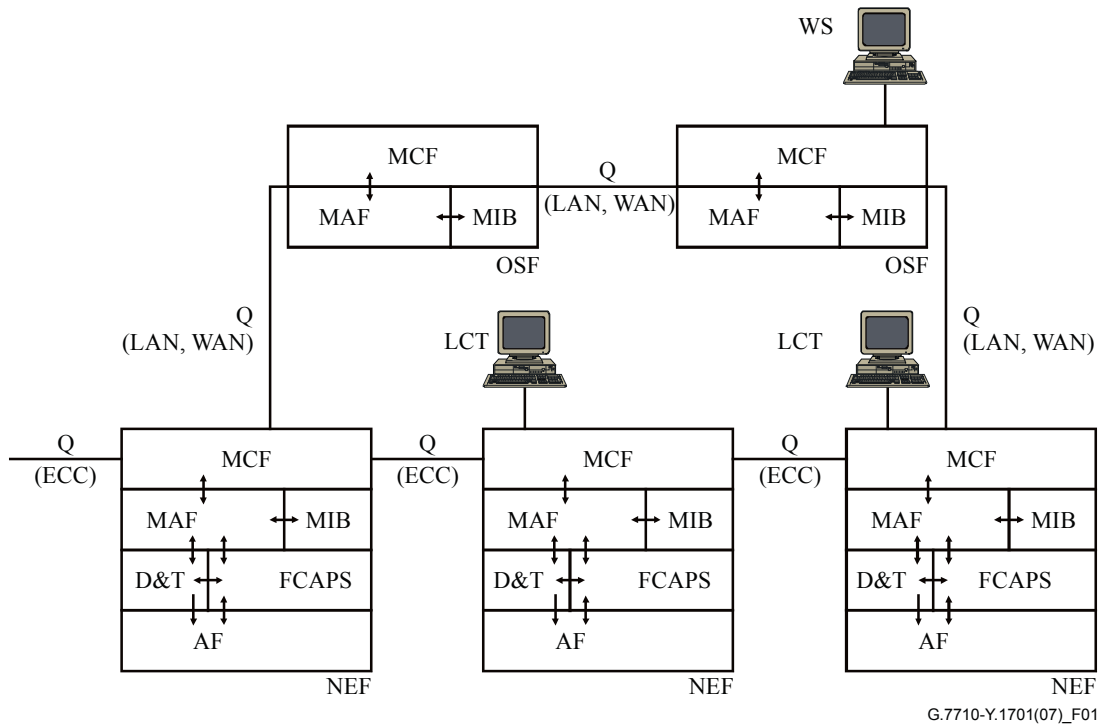 WS
MCF
MCF
Q
(LAN, WAN)
MAF
MIB
MAF
MIB
OSF
OSF
Q
(LAN, WAN)
LCT
LCT
Q
(LAN, WAN)
Q
(ECC)
MCF
Q
(ECC)
MCF
Q
(ECC)
MCF
MAF
MIB
MAF
MIB
MAF
MIB
D&T
FCAPS
D&T
FCAPS
D&T
FCAPS
AF
AF
AF
NEF
NEF
NEF
G.7710-Y.1701(07)_F01